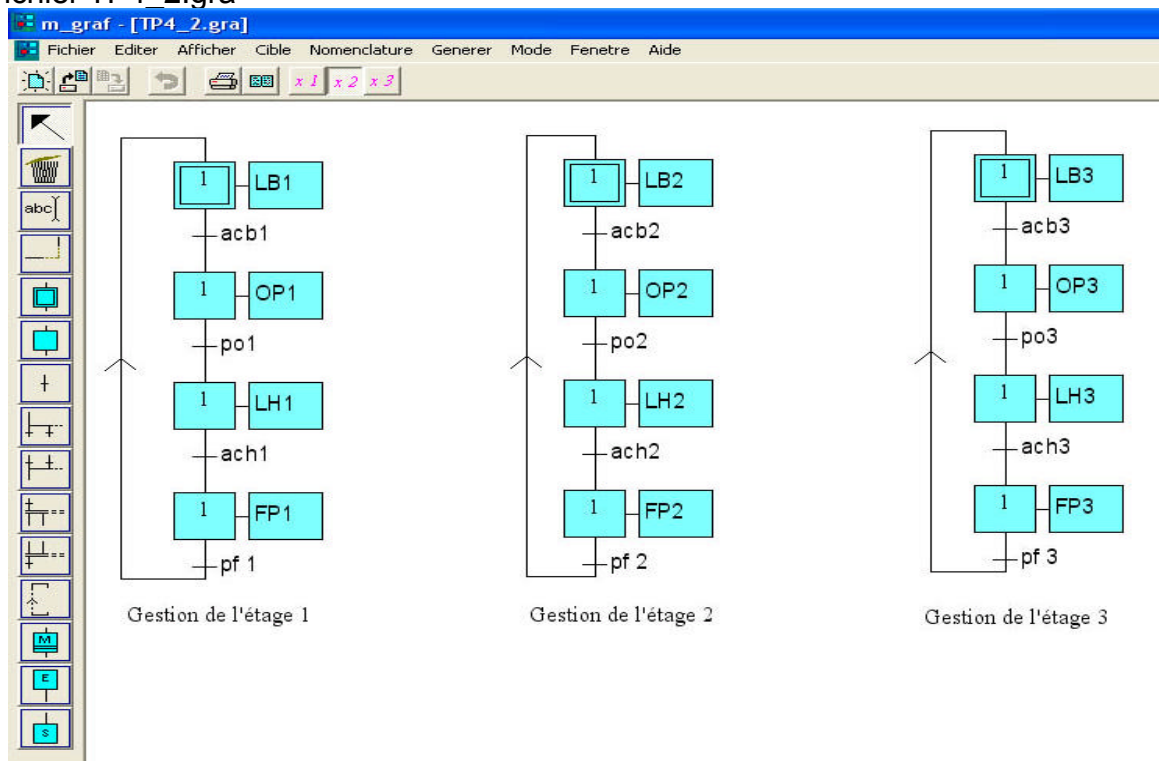 ichier TP4_2.gra
m_graf - [TP4_2.gra]
Fichier Editer Afficher Cible Nomenclature Generer Mode Fenetre Aide
x 1 x 2 x 3
abc
1 LB1
acb1
1 OP1
po1
1 LH1
ach1
1 FP1
pf 1
Gestion de l'étage 1
1 LB2
acb2
1 OP2
po2
1 LH2
ach2
1 FP2
pf 2
Gestion de l'étage 2
1 LB3
acb3
1 OP3
po3
1 LH3
ach3
1 FP3
pf 3
Gestion de l'étage 3
M
E
s